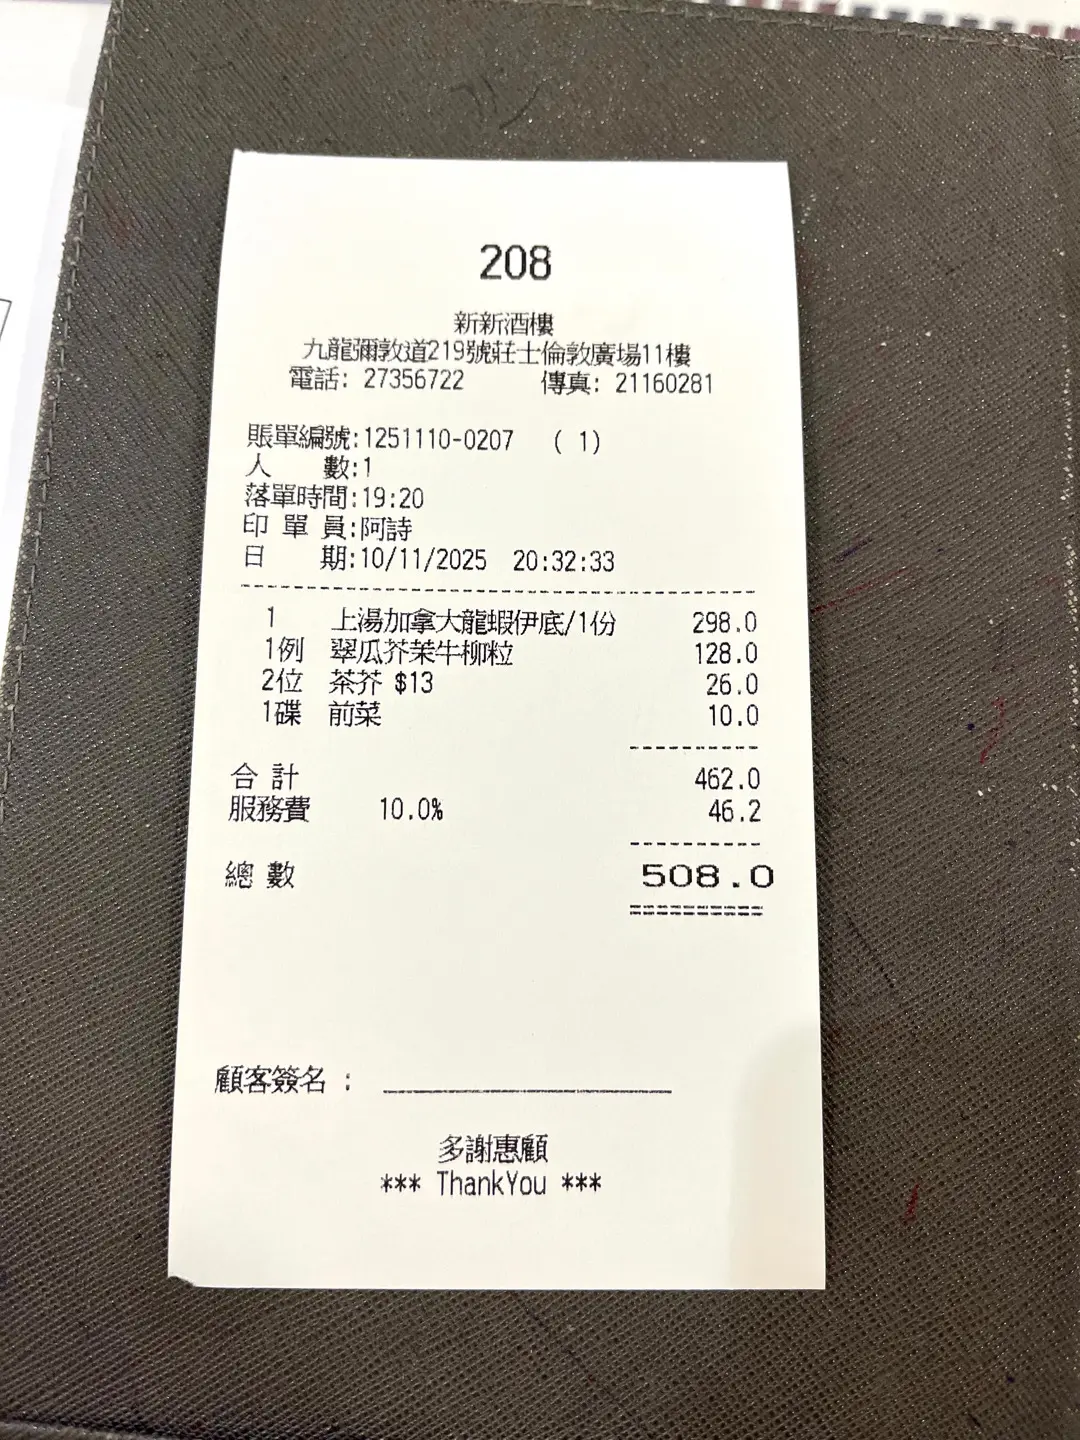 208
新新酒樓
九龍彌敦道219號莊士倫敦廣場11樓
電話: 27356722 傳真: 21160281
賬單編號:1251110-0207 ( 1)
人 數:1
落單時間:19:20
印 單 員:阿詩
日 期:10/11/2025 20:32:33
1 上湯加拿大龍蝦伊底/1份 298.0
1例 翠瓜芥茉牛柳粒 128.0
2位 茶芥 $13 26.0
1碟 前菜 10.0
合 計 462.0
服務費 10.0% 46.2
總 數 508.0
顧客簽名 :
多謝惠顧
*** ThankYou ***